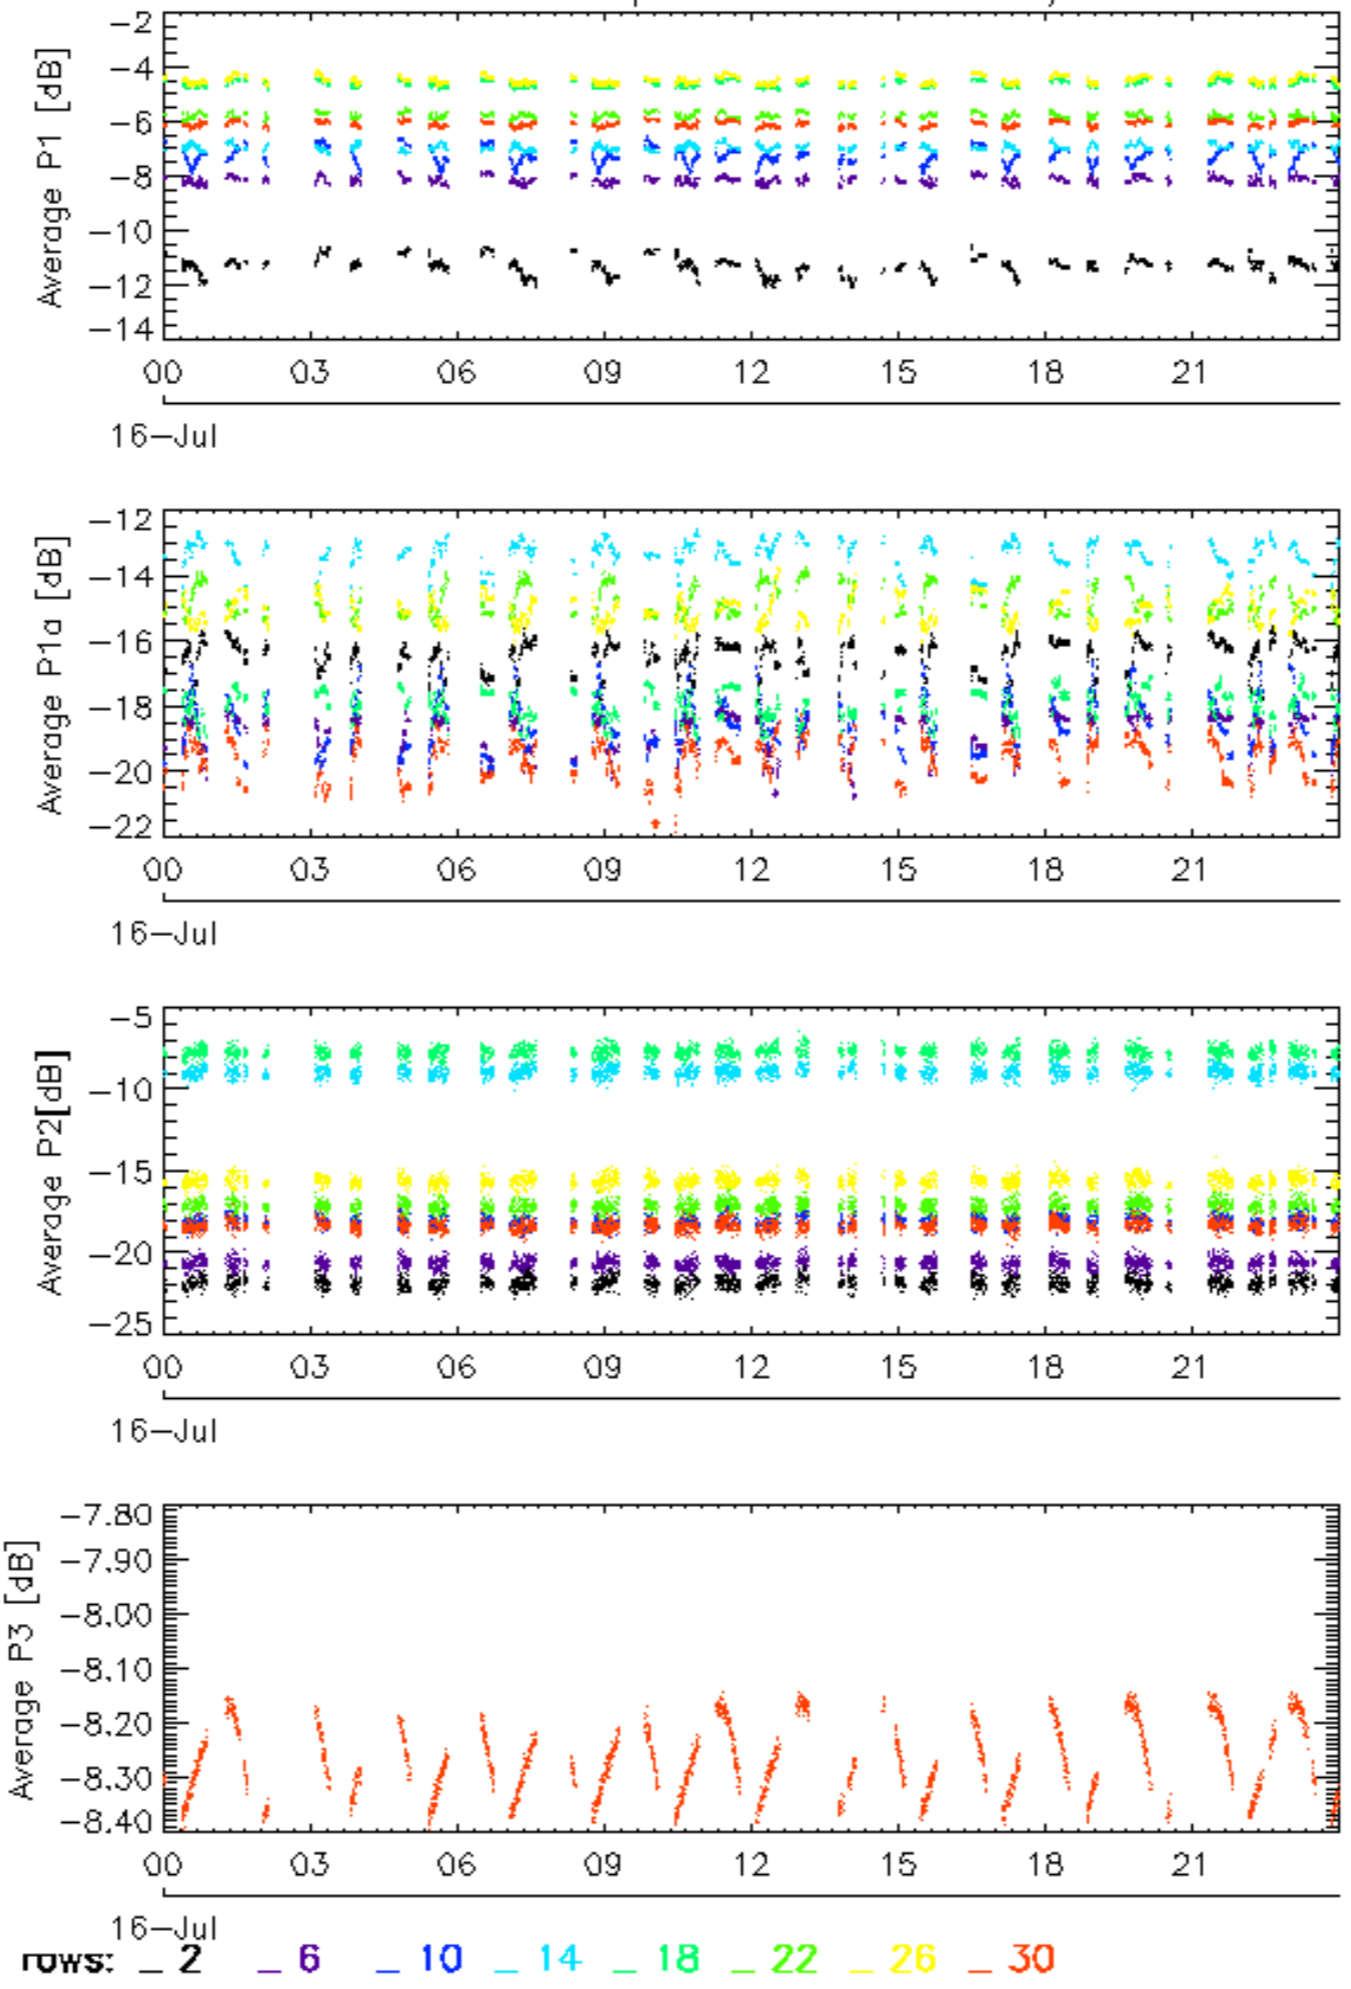 −2
−4
−6
−8
−10
−12
−14
Average P1 [dB]
00 03 06 09 12 15 18 21
16−Jul
−12
−14
−16
−18
−20
−22
Average P1a [dB]
00 03 06 09 12 15 18 21
16−Jul
−5
−10
−15
−20
−25
Average P2[dB]
00 03 06 09 12 15 18 21
16−Jul
−7.80
−7.90
−8.00
−8.10
−8.20
−8.30
−8.40
Average P3 [dB]
00 03 06 09 12 15 18 21
16−Jul
rows: _ 2 _ 6 _ 10 _ 14 _ 18 _ 22 _ 26 _ 30